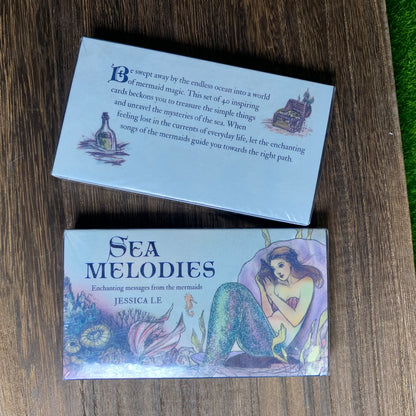 Be swept away by the endless ocean into a world
of mermaid magic. This set of 40 inspiring
cards beckons you to treasure the simple things
and unravel the mysteries of the sea. When
feeling lost in the currents of everyday life, let the enchanting
songs of the mermaids guide you towards the right path.
SEA
MELODIES
Enchanting messages from the mermaids
JESSICA LE